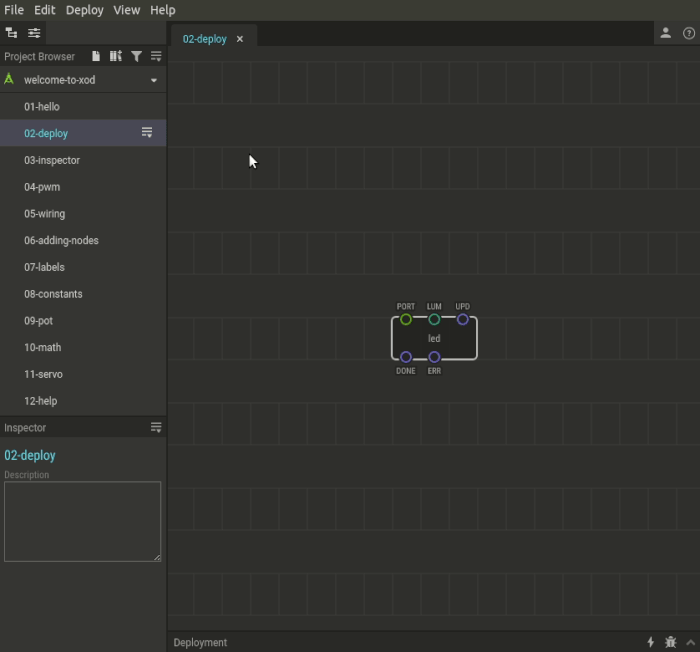 File Edit Deploy View Help
02-deploy
Project Browser
welcome-to-xod
01-hello
02-deploy
03-inspector
04-pwm
05-wiring
06-adding-nodes
07-labels
08-constants
09-pot
10-math
11-servo
12-help
PORT LUM UPD
led
DONE ERR
Inspector
02-deploy
Description
Deployment